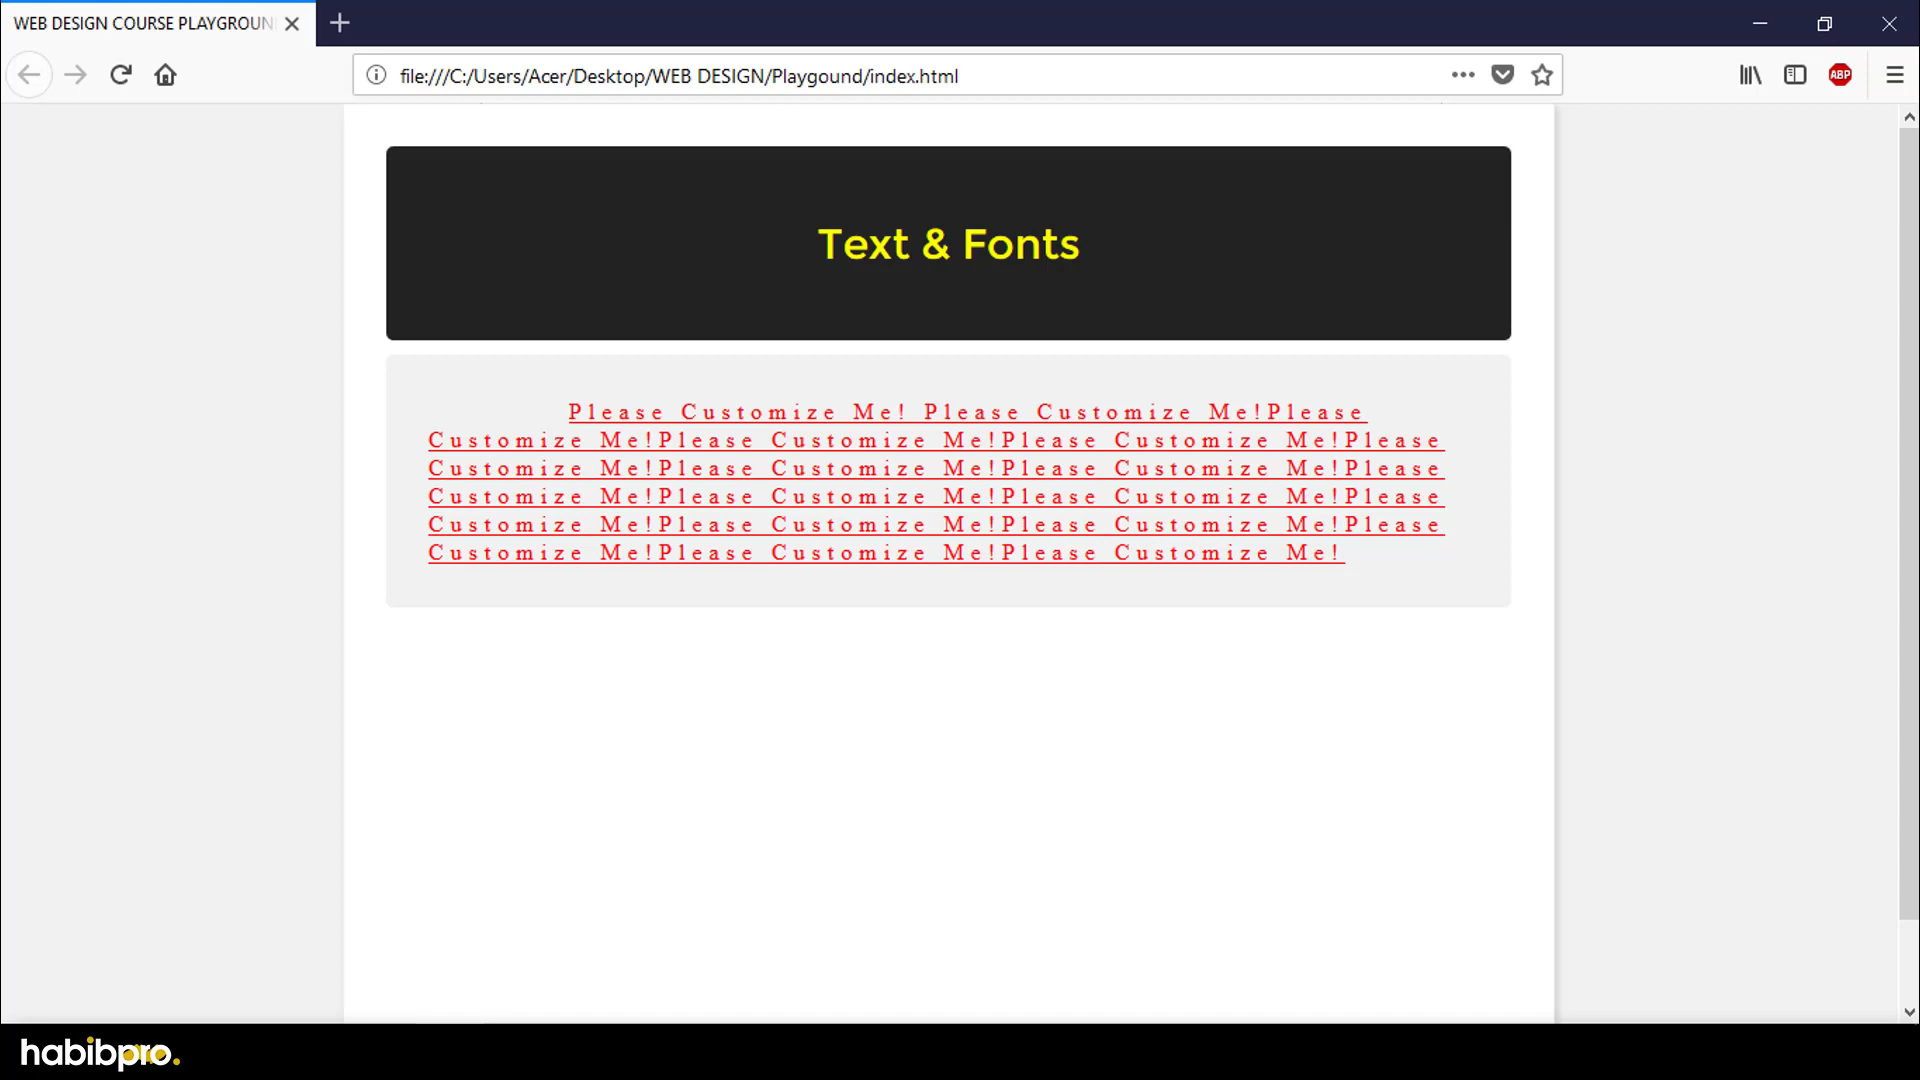 WEB DESIGN COURSE PLAYGROUN
file:///C:/Users/Acer/Desktop/WEB DESIGN/Playgound/index.html
ABP
Text & Fonts
Please Customize Me! Please Customize Me!Please
Customize Me!Please Customize Me!Please Customize Me!Please
Customize Me!Please Customize Me!Please Customize Me!Please
Customize Me!Please Customize Me!Please Customize Me!Please
Customize Me!Please Customize Me!Please Customize Me!Please
Customize Me!Please Customize Me!Please Customize Me!
habibpro.